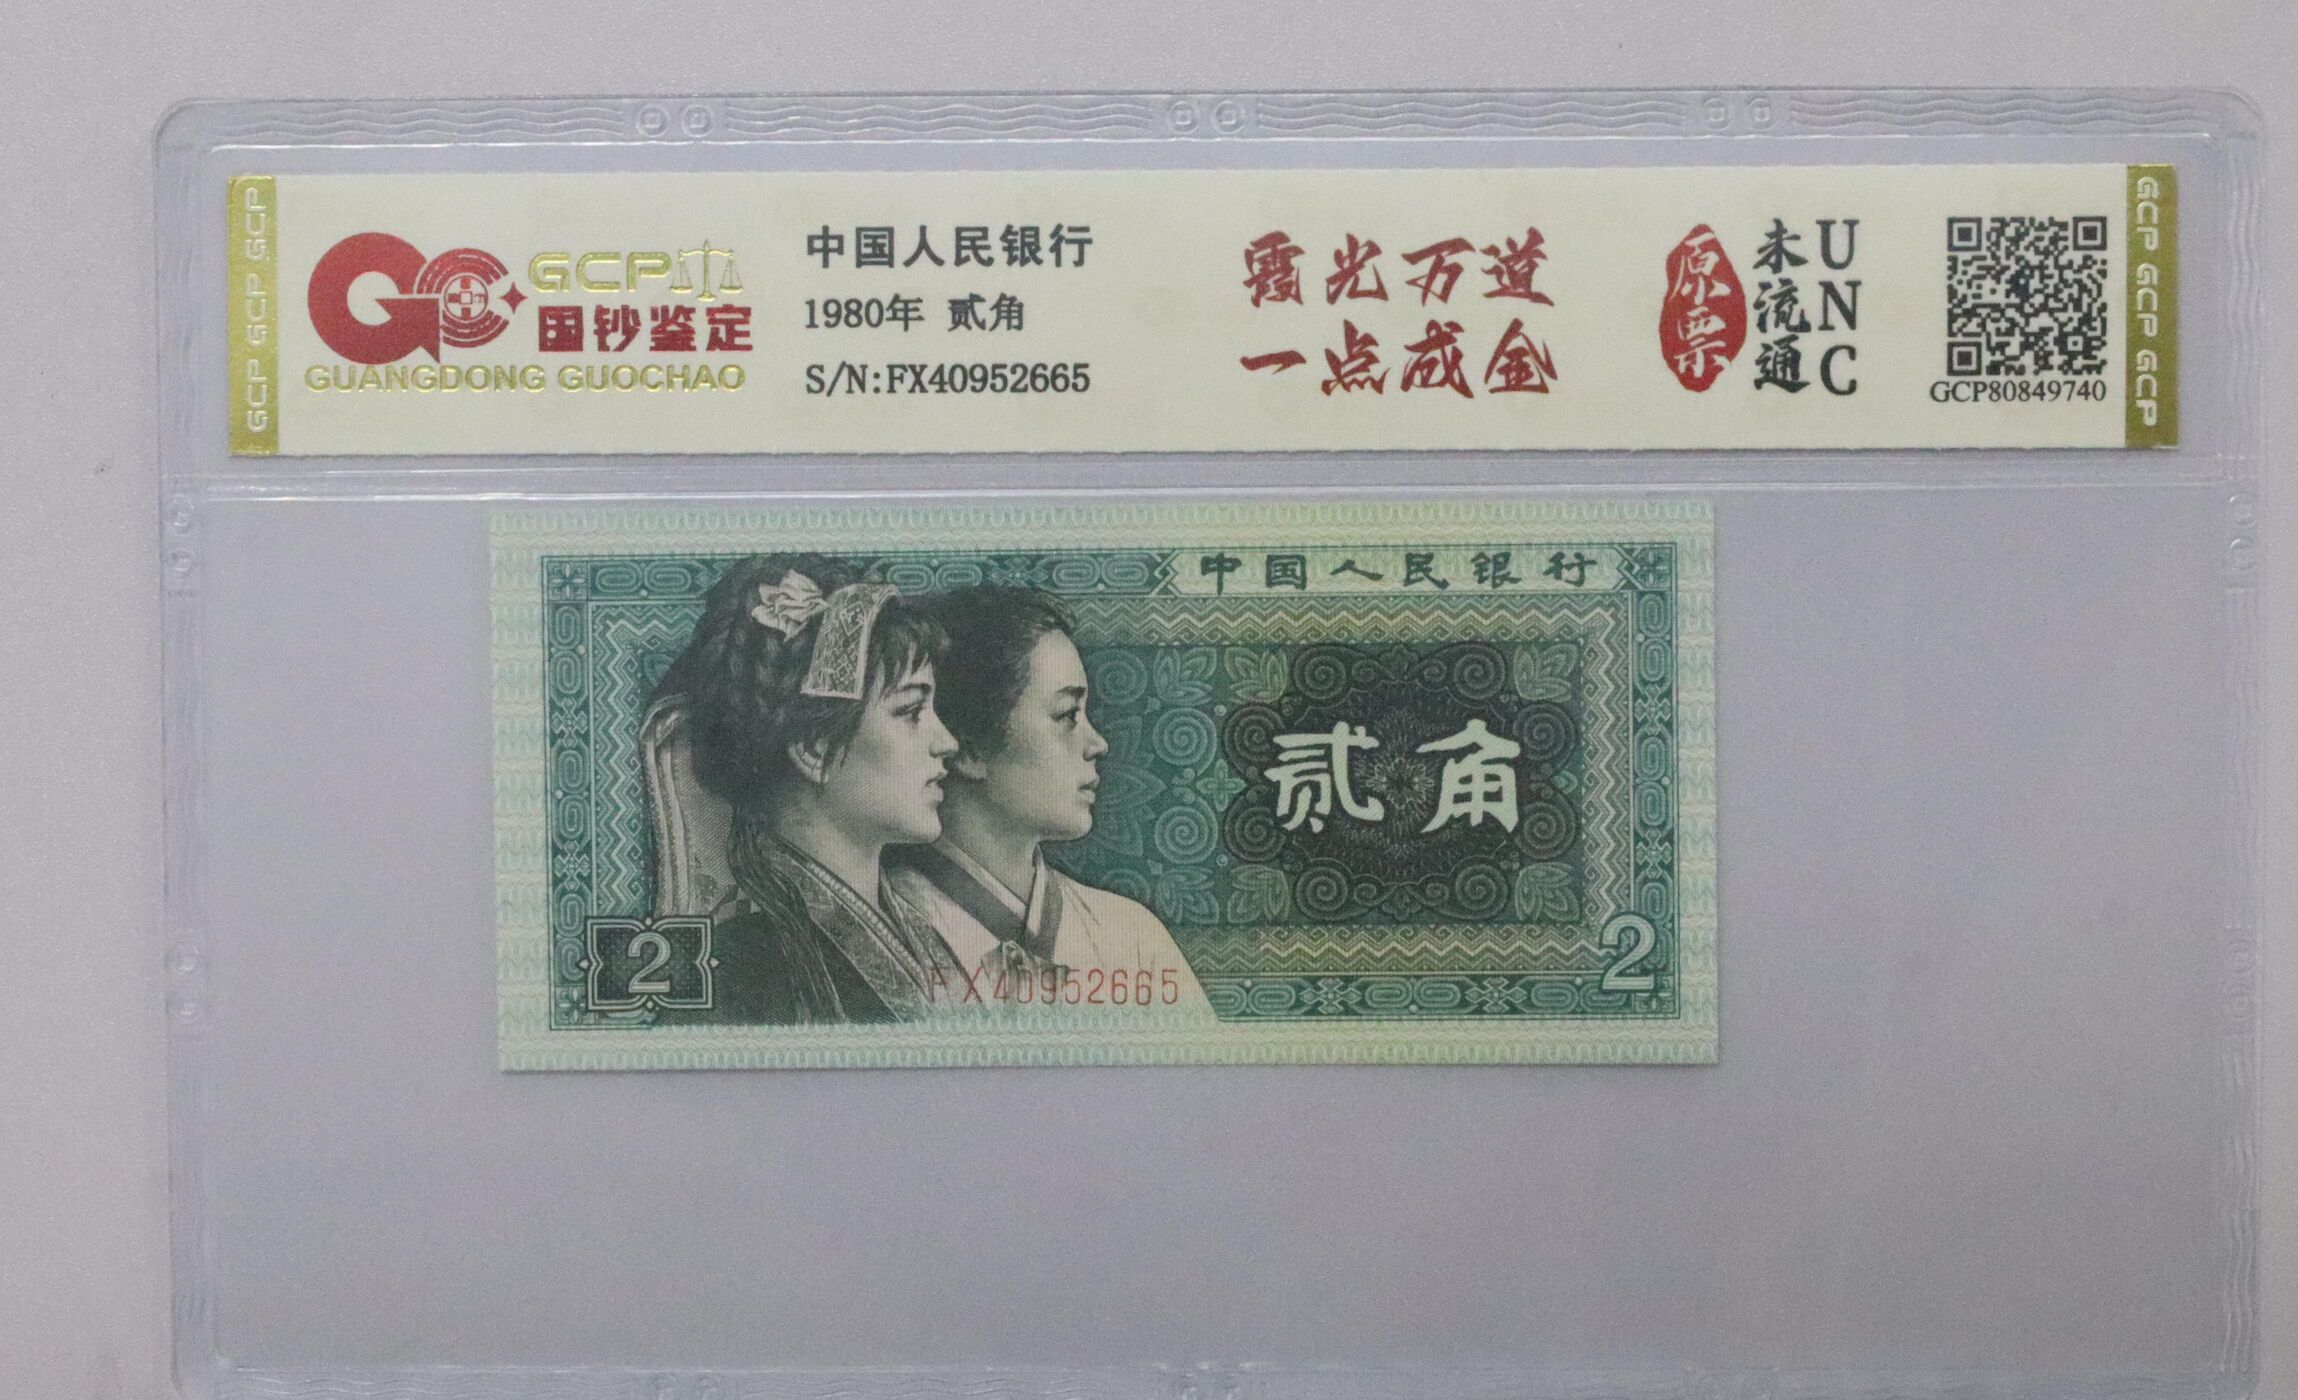 GCP GCP GCP
GCP
国钞鉴定
GUANGDONG GUOCHAO
中国人民银行
1980年 贰角
S/N:FX40952665
霞光万道
一点成金
原票
未流通
UNC
GCP80849740
GCP GCP GCP
中国人民银行
贰角
2
FX40952665
2